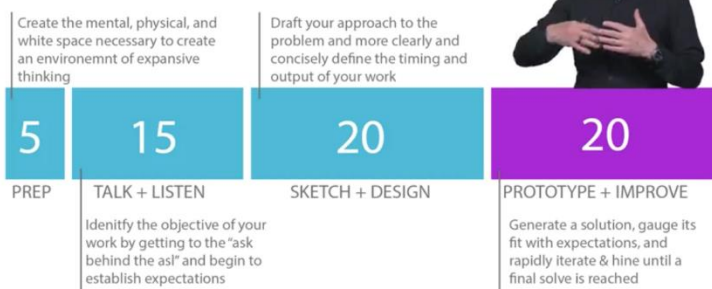 Create the mental, physical, and
white space necessary to create
an environemnt of expansive
thinking
Draft your approach to the
problem and more clearly and
concisely define the timing and
output of your work
5
15
20
20
PREP
TALK + LISTEN
SKETCH + DESIGN
PROTOTYPE + IMPROVE
Idenitfy the objective of your
work by getting to the "ask
behind the asl" and begin to
establish expectations
Generate a solution, gauge its
fit with expectations, and
rapidly iterate & hine until a
final solve is reached